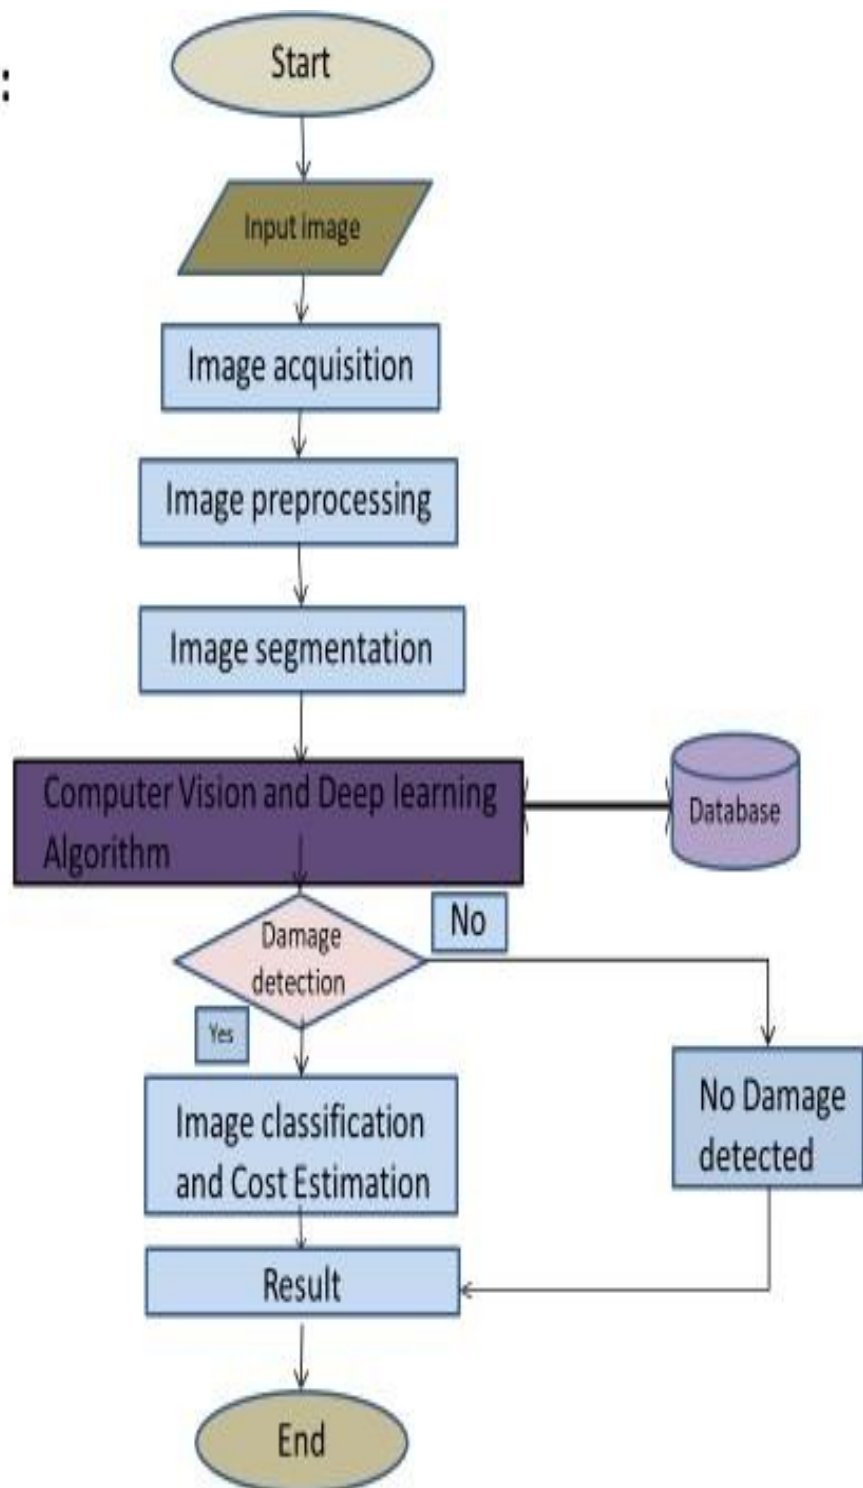 :
Start
Input image
Image acquisition
Image preprocessing
Image segmentation
Computer Vision and Deep learning
Algorithm
Database
Damage
detection
No
Yes
No Damage
detected
Image classification
and Cost Estimation
Result
End